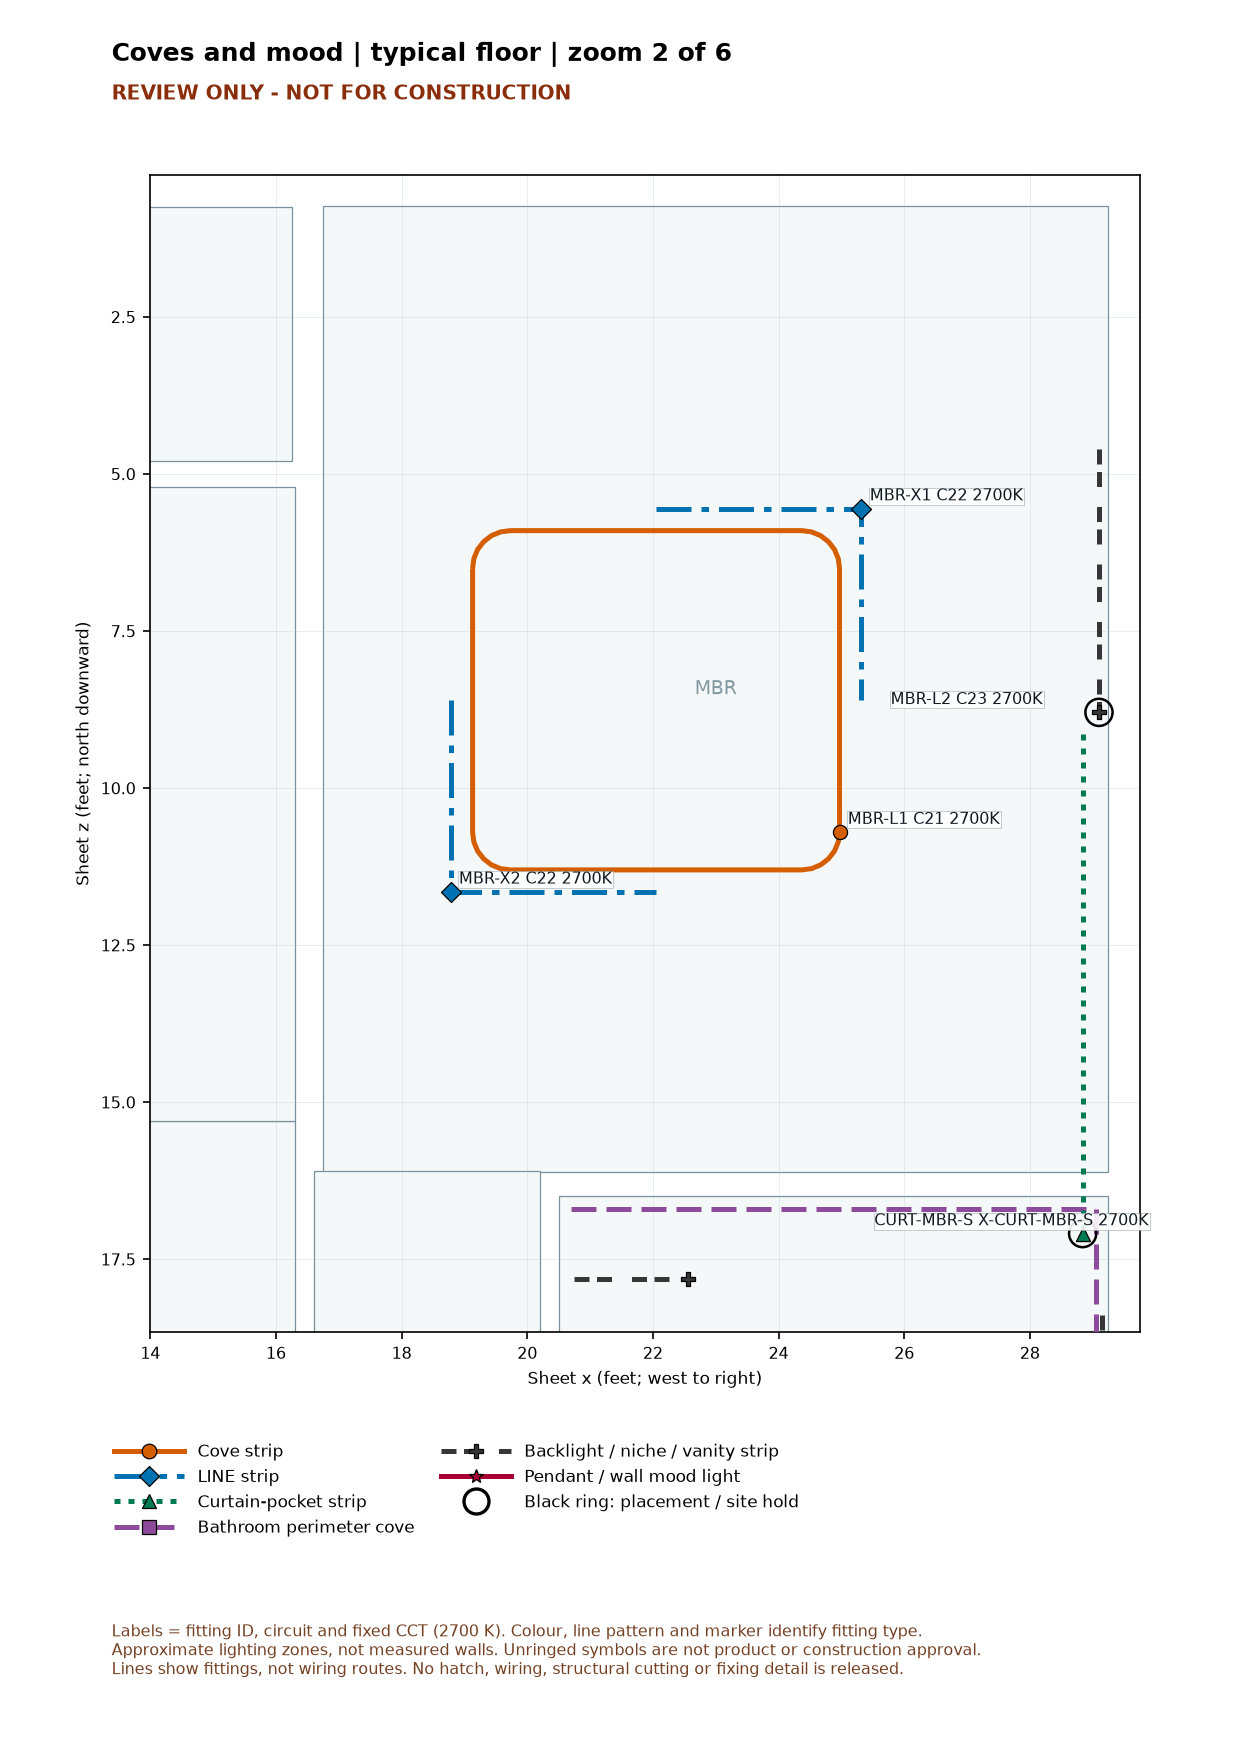 Coves and mood | typical floor | zoom 2 of 6
REVIEW ONLY - NOT FOR CONSTRUCTION
2.5
5.0
7.5
10.0
12.5
15.0
17.5
Sheet z (feet; north downward)
MBR-X1 C22 2700K
MBR
MBR-L2 C23 2700K
MBR-L1 C21 2700K
MBR-X2 C22 2700K
CURT-MBR-S X-CURT-MBR-S 2700K
14 16 18 20 22 24 26 28
Sheet x (feet; west to right)
Cove strip
LINE strip
Curtain-pocket strip
Bathroom perimeter cove
Backlight / niche / vanity strip
Pendant / wall mood light
Black ring: placement / site hold
Labels = fitting ID, circuit and fixed CCT (2700 K). Colour, line pattern and marker identify fitting type.
Approximate lighting zones, not measured walls. Unringed symbols are not product or construction approval.
Lines show fittings, not wiring routes. No hatch, wiring, structural cutting or fixing detail is released.